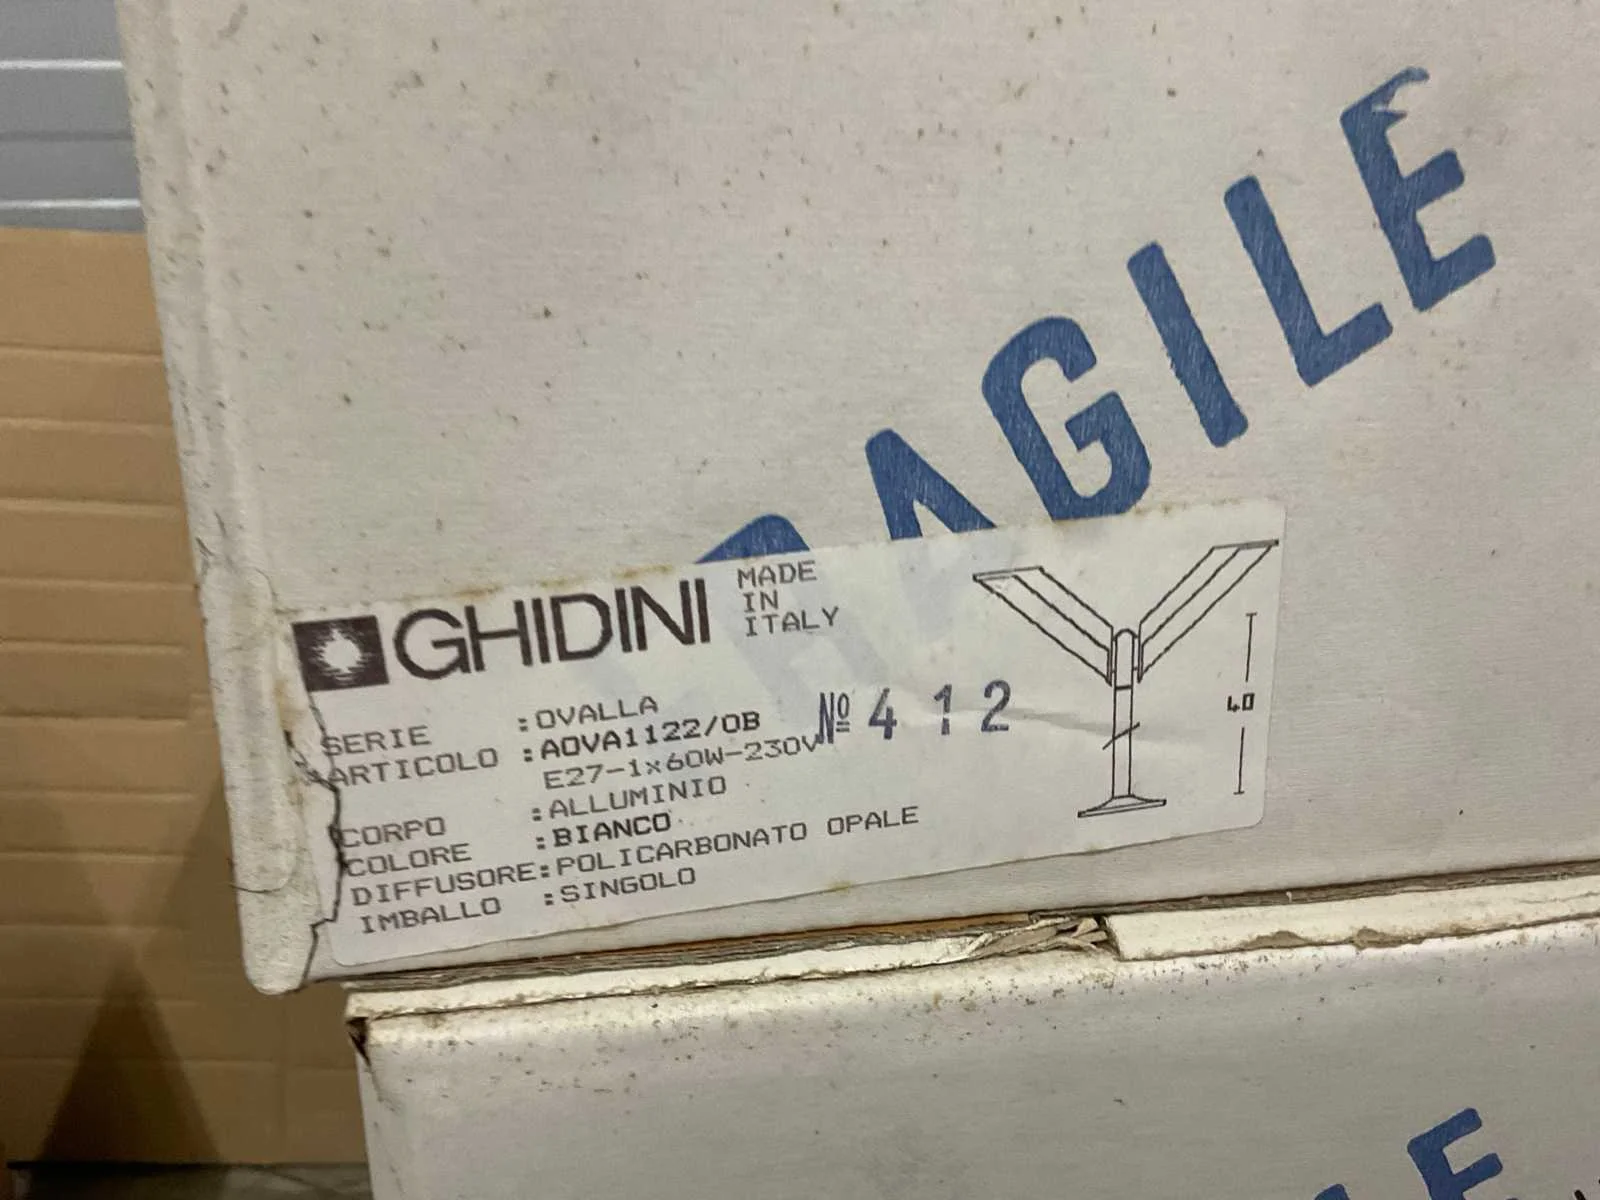 FRAGILE
GHIDINI
MADE
IN
ITALY
SERIE :OVALLA
ARTICOLO :AOVA1122/OB
E27-1x60W-230V
Nº 4 1 2
CORPO :ALLUMINIO
COLORE :BIANCO
DIFFUSORE:POLICARBONATO OPALE
IMBALLO :SINGOLO
40
LE